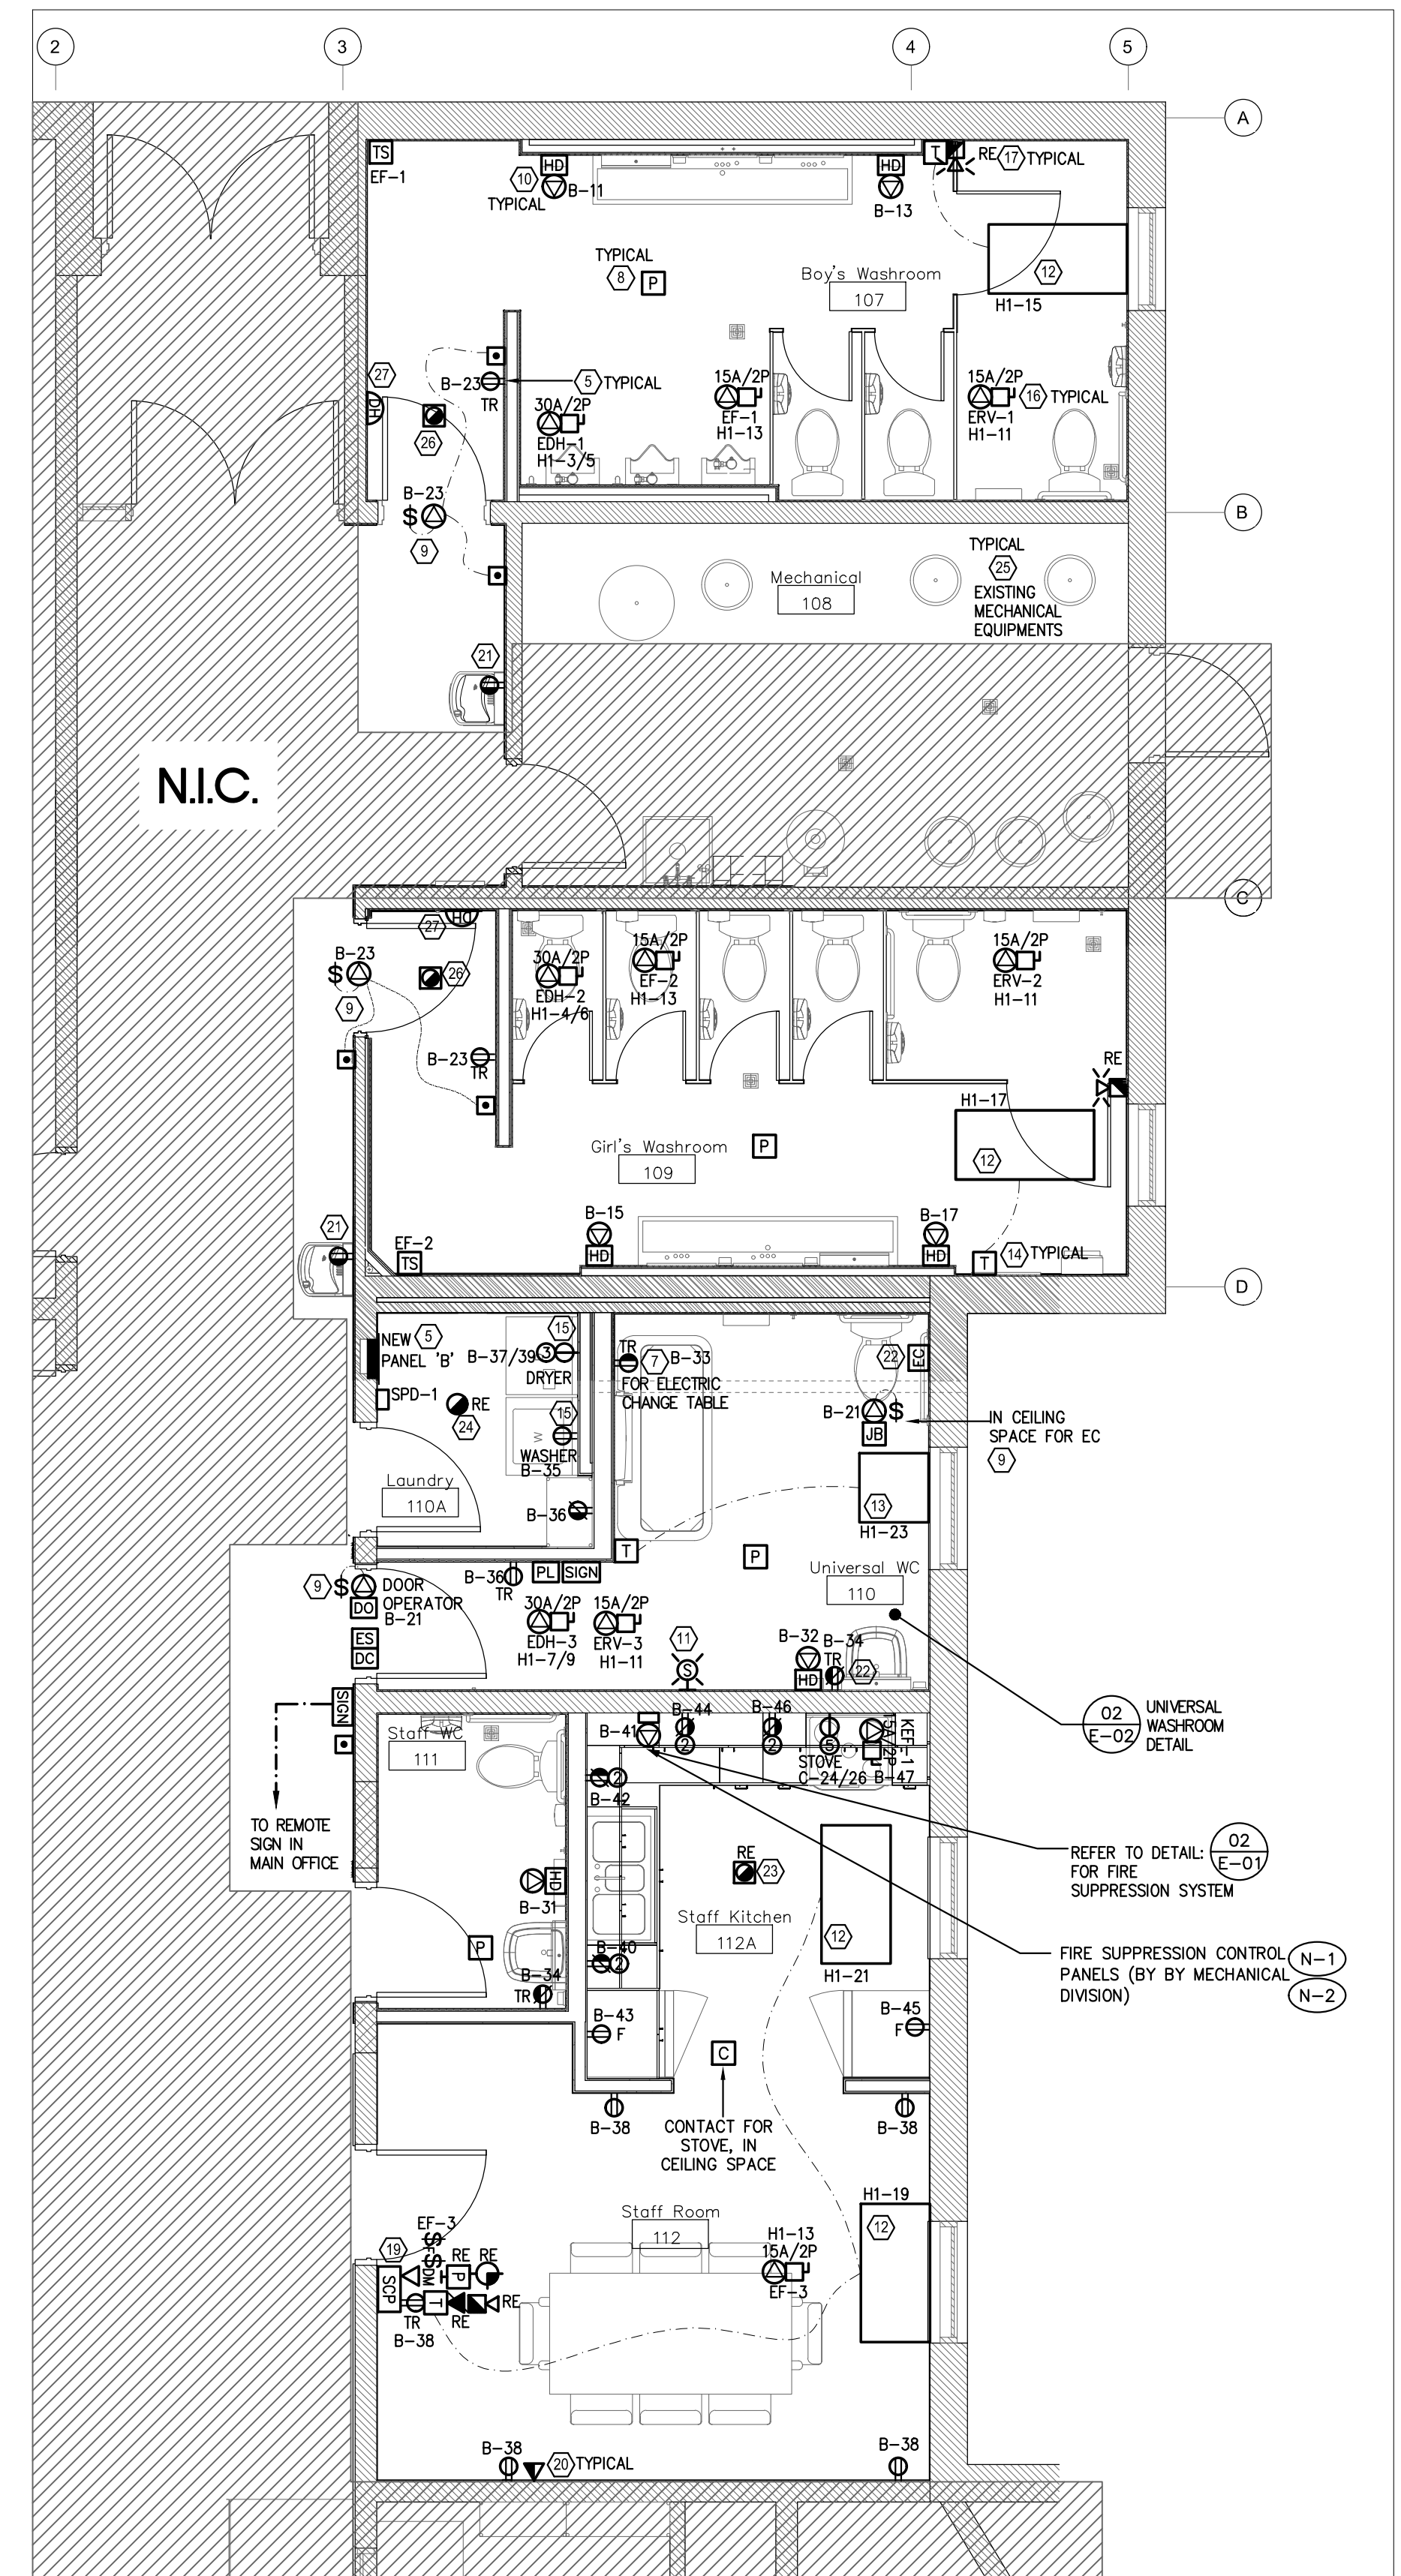 2
3
4
5
A
TS
EF-1
HD
10
TYPICAL
B-11
HD
B-13
T
RE
17
TYPICAL
TYPICAL
8
P
Boy's Washroom
107
12
H1-15
27
DH
26
B-23
TR
5
TYPICAL
30A/2P
EDH-1
H1-3/5
15A/2P
EF-1
H1-13
15A/2P
ERV-1
H1-11
16
TYPICAL
B-23
$
9
B
Mechanical
108
TYPICAL
25
EXISTING
MECHANICAL
EQUIPMENTS
21
N.I.C.
C
27
DH
B-23
$
26
9
30A/2P
EDH-2
H1-4/6
15A/2P
EF-2
H1-13
15A/2P
ERV-2
H1-11
B-23
TR
RE
H1-17
12
Girl's Washroom
109
P
21
EF-2
TS
B-15
HD
B-17
HD
T
14
TYPICAL
D
NEW
PANEL 'B'
5
15
B-37/39
3
DRYER
SPD-1
RE
24
15
W
WASHER
B-35
Laundry
110A
B-36
TR
7
B-33
FOR ELECTRIC
CHANGE TABLE
22
EC
B-21
$
JB
IN CEILING
SPACE FOR EC
9
13
H1-23
T
P
Universal WC
110
9
$
DO
DOOR
OPERATOR
B-21
B-36
TR
PL
SIGN
30A/2P
EDH-3
H1-7/9
15A/2P
ERV-3
H1-11
ES
DC
11
S
B-32
HD
B-34
TR
22
SIGN
TO REMOTE
SIGN IN
MAIN OFFICE
02
E-02
UNIVERSAL
WASHROOM
DETAIL
Staff WC
111
B-41
B-44
2
B-46
2
5
STOVE
C-24/26
KEF-1
15A/2P
B-47
2
B-42
HD
B-31
P
B-34
TR
RE
23
Staff Kitchen
112A
12
H1-21
B-40
2
B-43
F
B-45
F
REFER TO DETAIL:
FOR FIRE
SUPPRESSION SYSTEM
02
E-01
FIRE SUPPRESSION CONTROL
PANELS (BY BY MECHANICAL
DIVISION)
N-1
N-2
C
B-38
B-38
CONTACT FOR
STOVE, IN
CEILING SPACE
Staff Room
112
H1-19
12
H1-13
15A/2P
EF-3
EF-3
19
SCP
$F
$DM
RE
RE
P
T
RE
RE
TR
B-38
B-38
20
TYPICAL
B-38